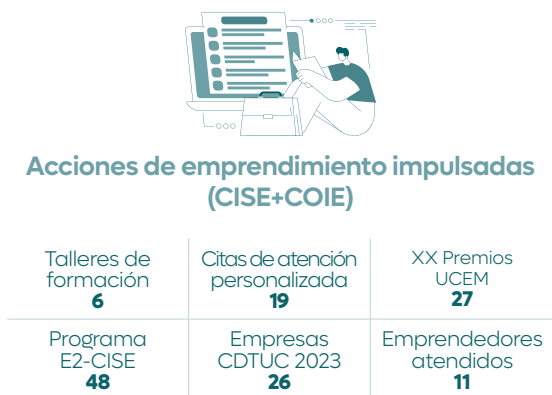 Acciones de emprendimiento impulsadas
(CISE+COIE)
Talleres de
formación
6
Citas de atención
personalizada
19
XX Premios
UCEM
27
Programa
E2-CISE
48
Empresas
CDTUC 2023
26
Emprendedores
atendidos
11